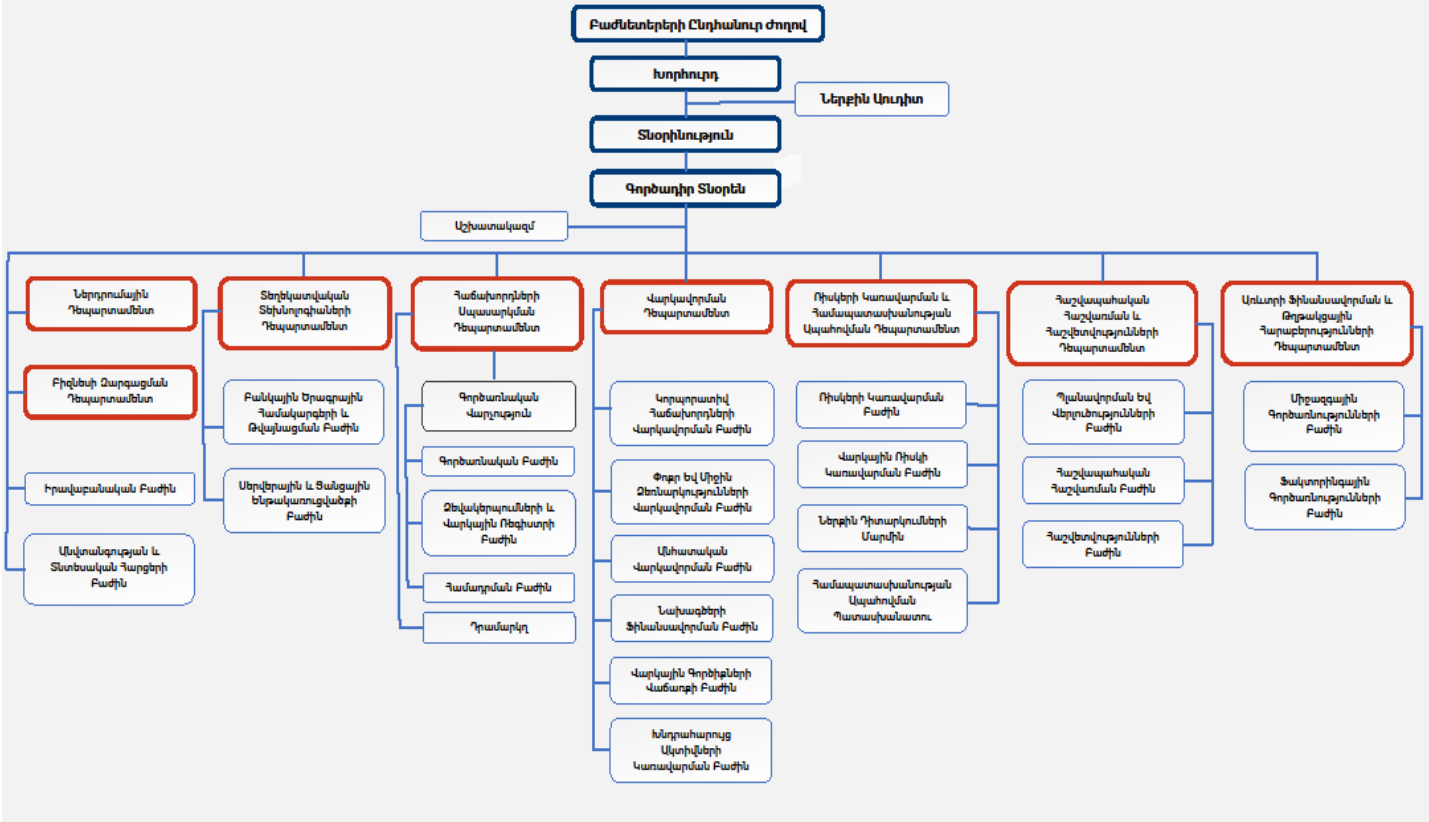 Բաժնետերերի Ընդհանուր Ժողով
Խորհուրդ
Ներքին Աուդիտ
Տնօրինություն
Գործադիր Տնօրեն
Աշխատակազմ
Ներդրումային
Դեպարտամենտ
Բիզնեսի Զարգացման
Դեպարտամենտ
Իրավաբանական Բաժին
Անվտանգության և
Տնտեսական Հարցերի
Բաժին
Տեղեկատվական
Տեխնոլոգիաների
Դեպարտամենտ
Բանկային Ծրագրային
Համակարգերի և
Թվայնացման Բաժին
Սերվերային և Ցանցային
Ենթակառուցվածքի
Բաժին
Հաճախորդների
Սպասարկման
Դեպարտամենտ
Գործառնական
Վարչություն
Գործառնական Բաժին
Ձեվակերպումների և
Վարկային Ռեգիստրի
Բաժին
Համադրման Բաժին
Դրամարկղ
Վարկավորման
Դեպարտամենտ
Կորպորատիվ
Հաճախորդների
Վարկավորման Բաժին
Փոքր Եվ Միջին
Ձեռնարկությունների
Վարկավորման Բաժին
Անհատական
Վարկավորման Բաժին
Նախագծերի
Ֆինանսավորման Բաժին
Վարկային Գործիքների
Վաճառքի Բաժին
Խնդրահարույց
Ակտիվների
Կառավարման Բաժին
Ռիսկերի Կառավարման և
Համապատասխանության
Ապահովման Դեպարտամենտ
Ռիսկերի Կառավարման
Բաժին
Վարկային Ռիսկի
Կառավարման Բաժին
Ներքին Դիտարկումների
Մարմին
Համապատասխանության
Ապահովման
Պատասխանատու
Հաշվապահական
Հաշվառման և
Հաշվետվությունների
Դեպարտամենտ
Պլանավորման Եվ
Վերլուծությունների
Բաժին
Հաշվապահական
Հաշվառման Բաժին
Հաշվետվությունների
Բաժին
Առևտրի Ֆինանսավորման և
Թղթակցային
Հարաբերությունների
Դեպարտամենտ
Միջազգային
Գործառնությունների
Բաժին
Ֆակտորինգային
Գործառնությունների
Բաժին